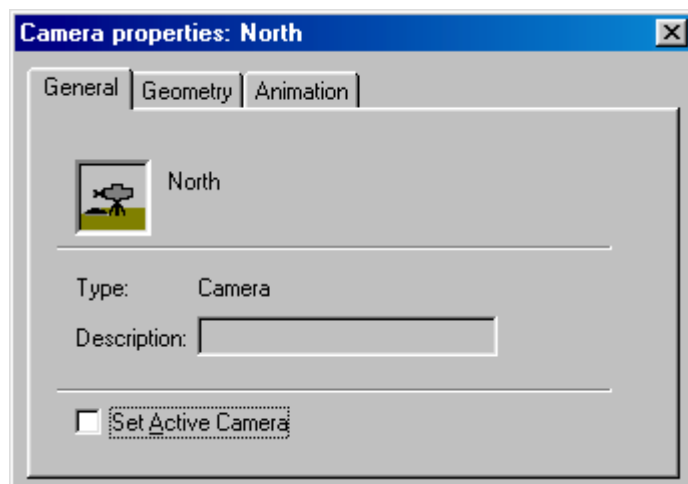 Camera properties: North
General Geometry Animation
North
Type: Camera
Description:
Set Active Camera